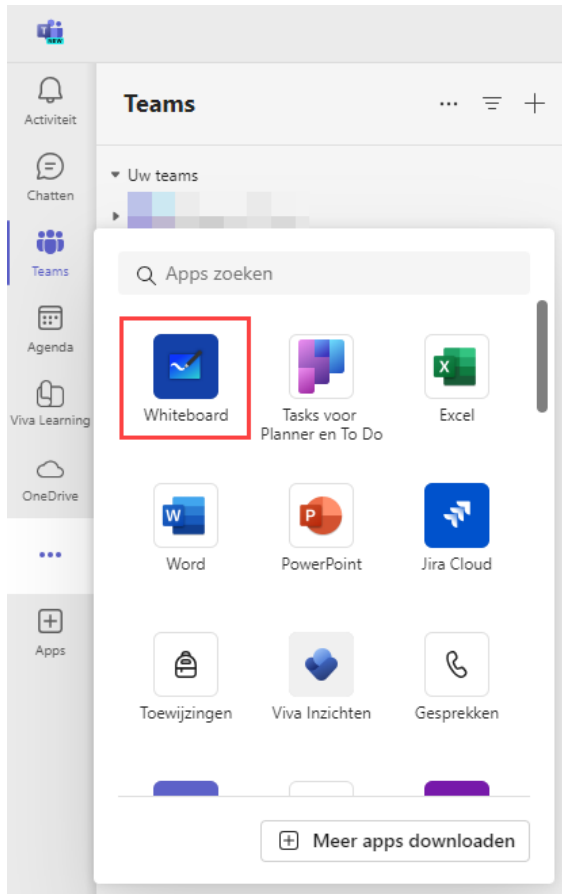 NEW
Activiteit
Chatten
Teams
Agenda
Viva Learning
OneDrive
Apps
Teams
Uw teams
Apps zoeken
Whiteboard
Tasks voor
Planner en To Do
Excel
Word
PowerPoint
Jira Cloud
Toewijzingen
Viva Inzichten
Gesprekken
Meer apps downloaden